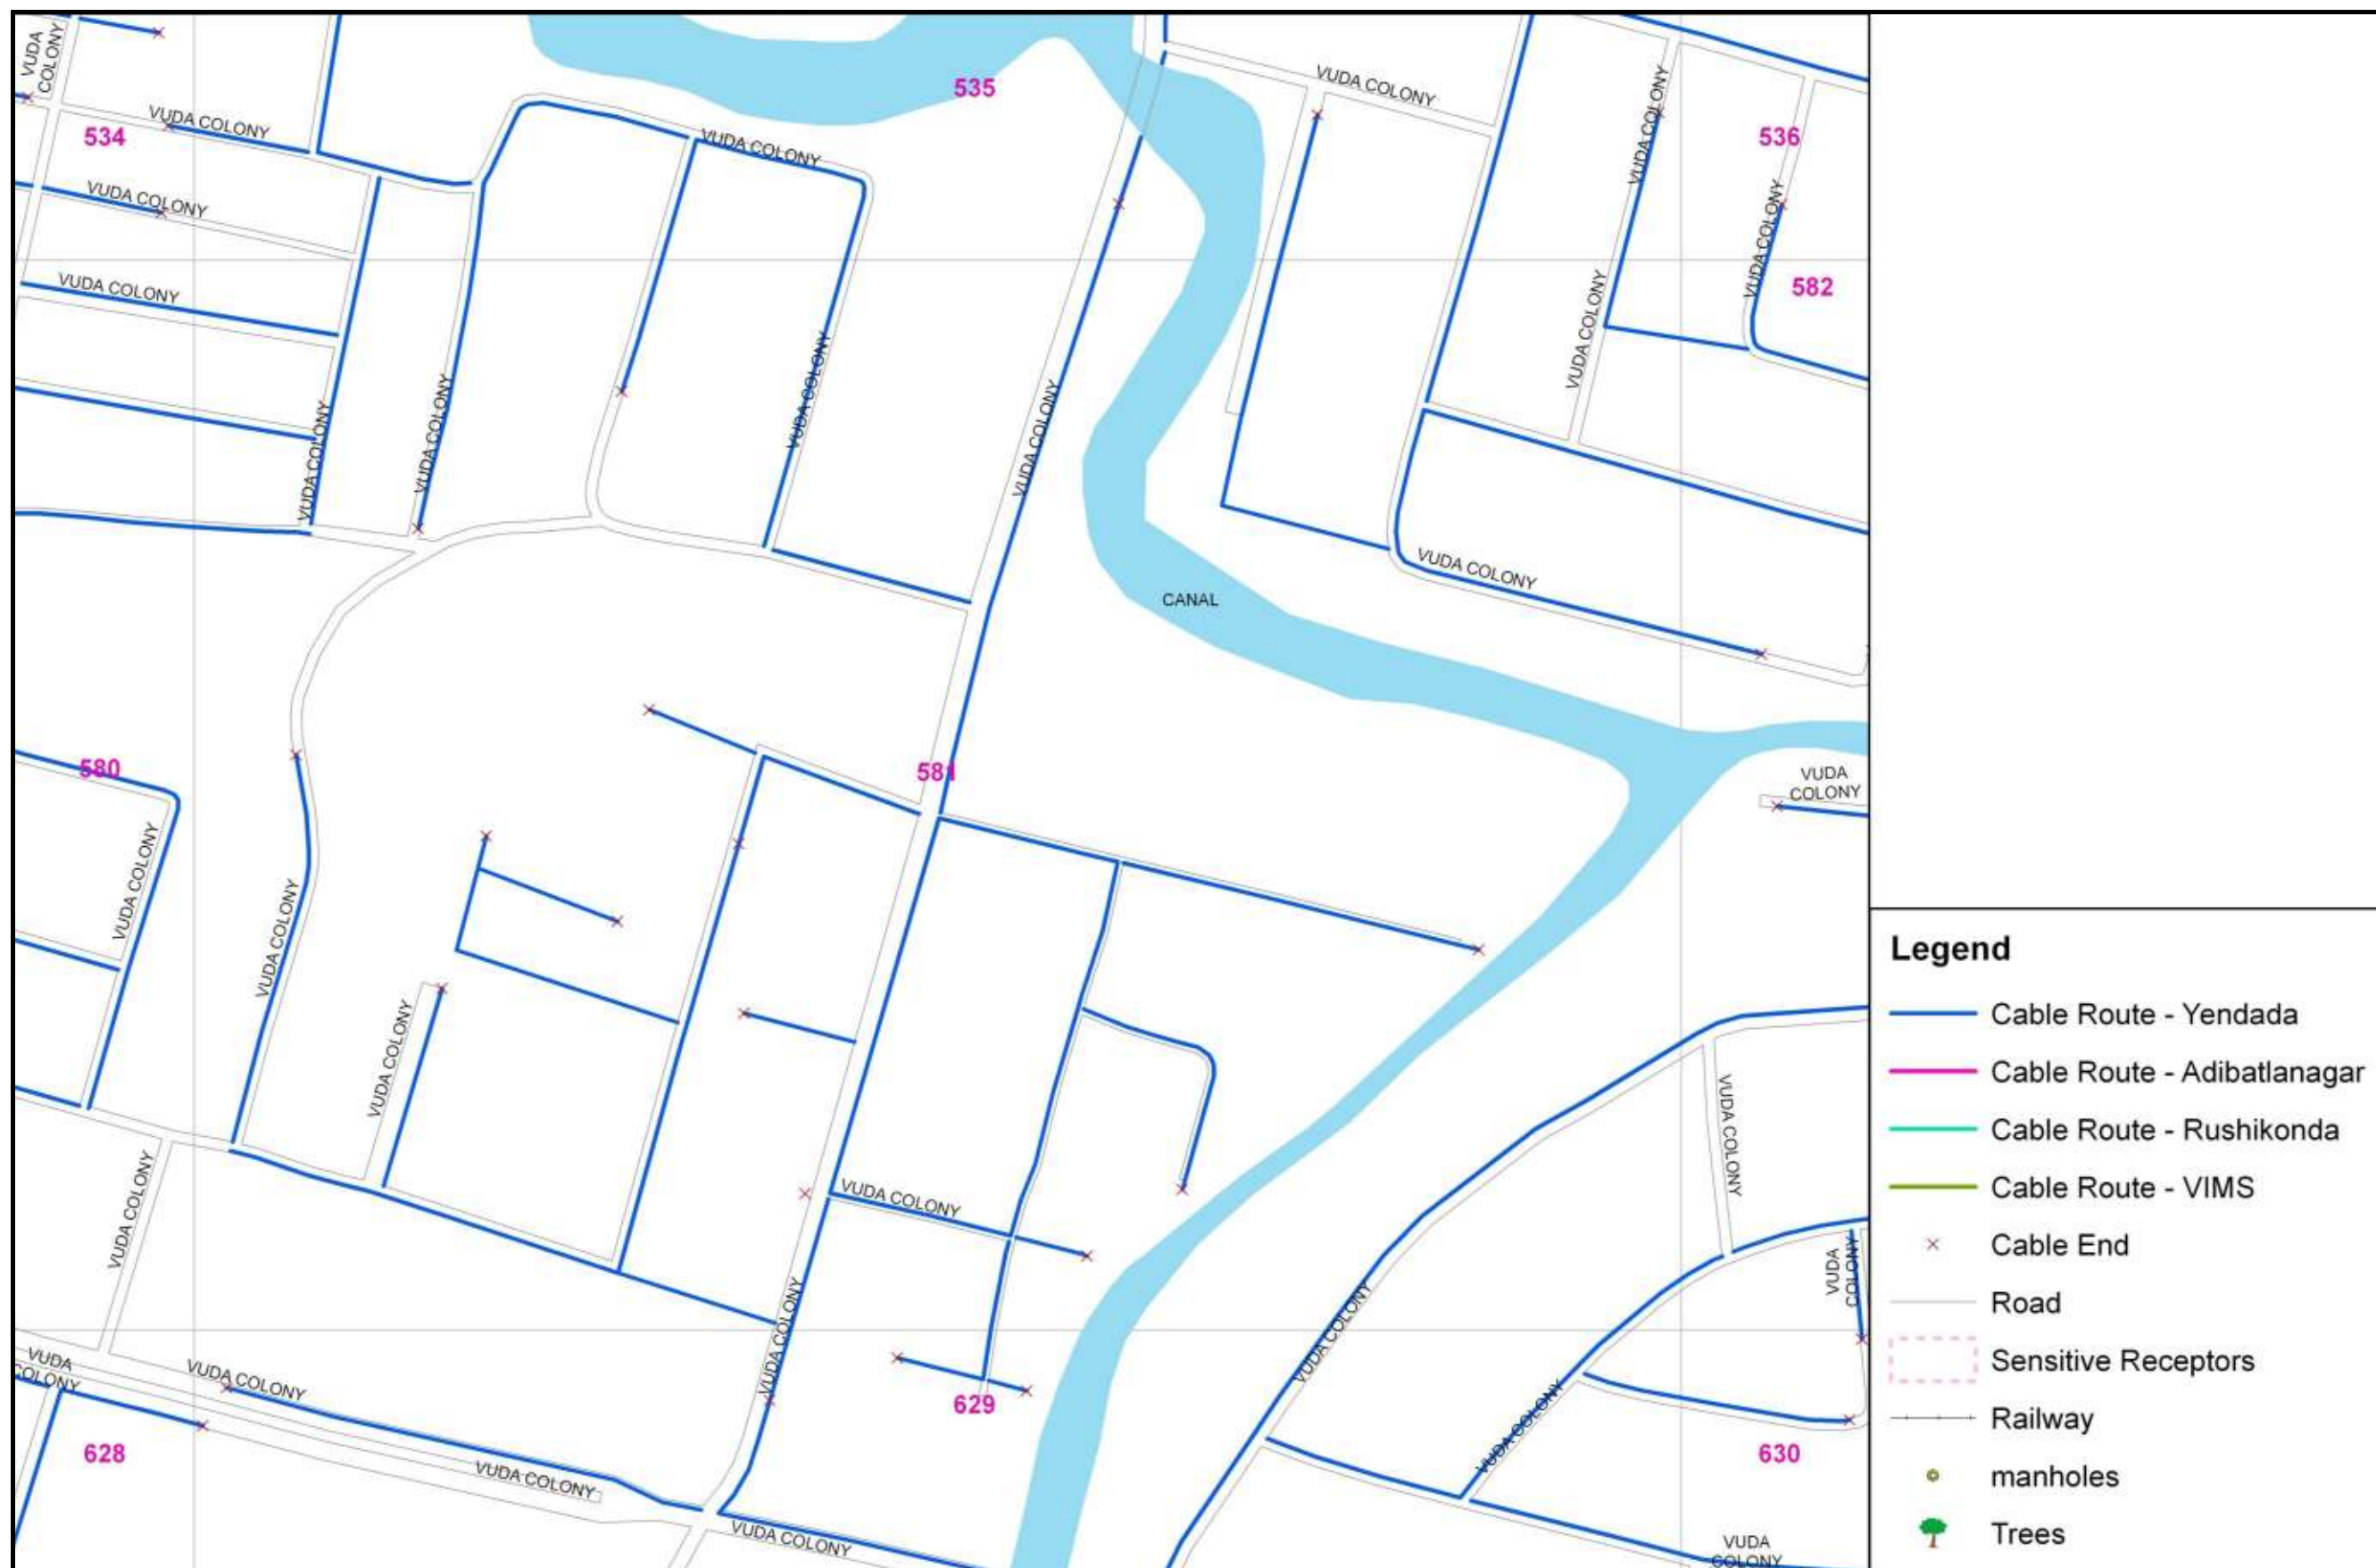 VUDA
COLONY
535
VUDA COLONY
VUDA COLONY
534
VUDA COLONY
VUDA COLONY
VUDA COLONY
536
VUDA COLONY
VUDA COLONY
VUDA COLONY
582
VUDA COLONY
VUDA COLONY
VUDA COLONY
VUDA COLONY
VUDA COLONY
VUDA COLONY
CANAL
580
581
VUDA
COLONY
VUDA COLONY
VUDA COLONY
VUDA COLONY
VUDA COLONY
VUDA COLONY
VUDA COLONY
VUDA COLONY
VUDA COLONY
VUDA
COLONY
VUDA
COLONY
VUDA COLONY
VUDA COLONY
629
VUDA COLONY
628
VUDA COLONY
630
VUDA COLONY
VUDA
COLONY
Legend
Cable Route - Yendada
Cable Route - Adibatlanagar
Cable Route - Rushikonda
Cable Route - VIMS
Cable End
Road
Sensitive Receptors
Railway
manholes
Trees